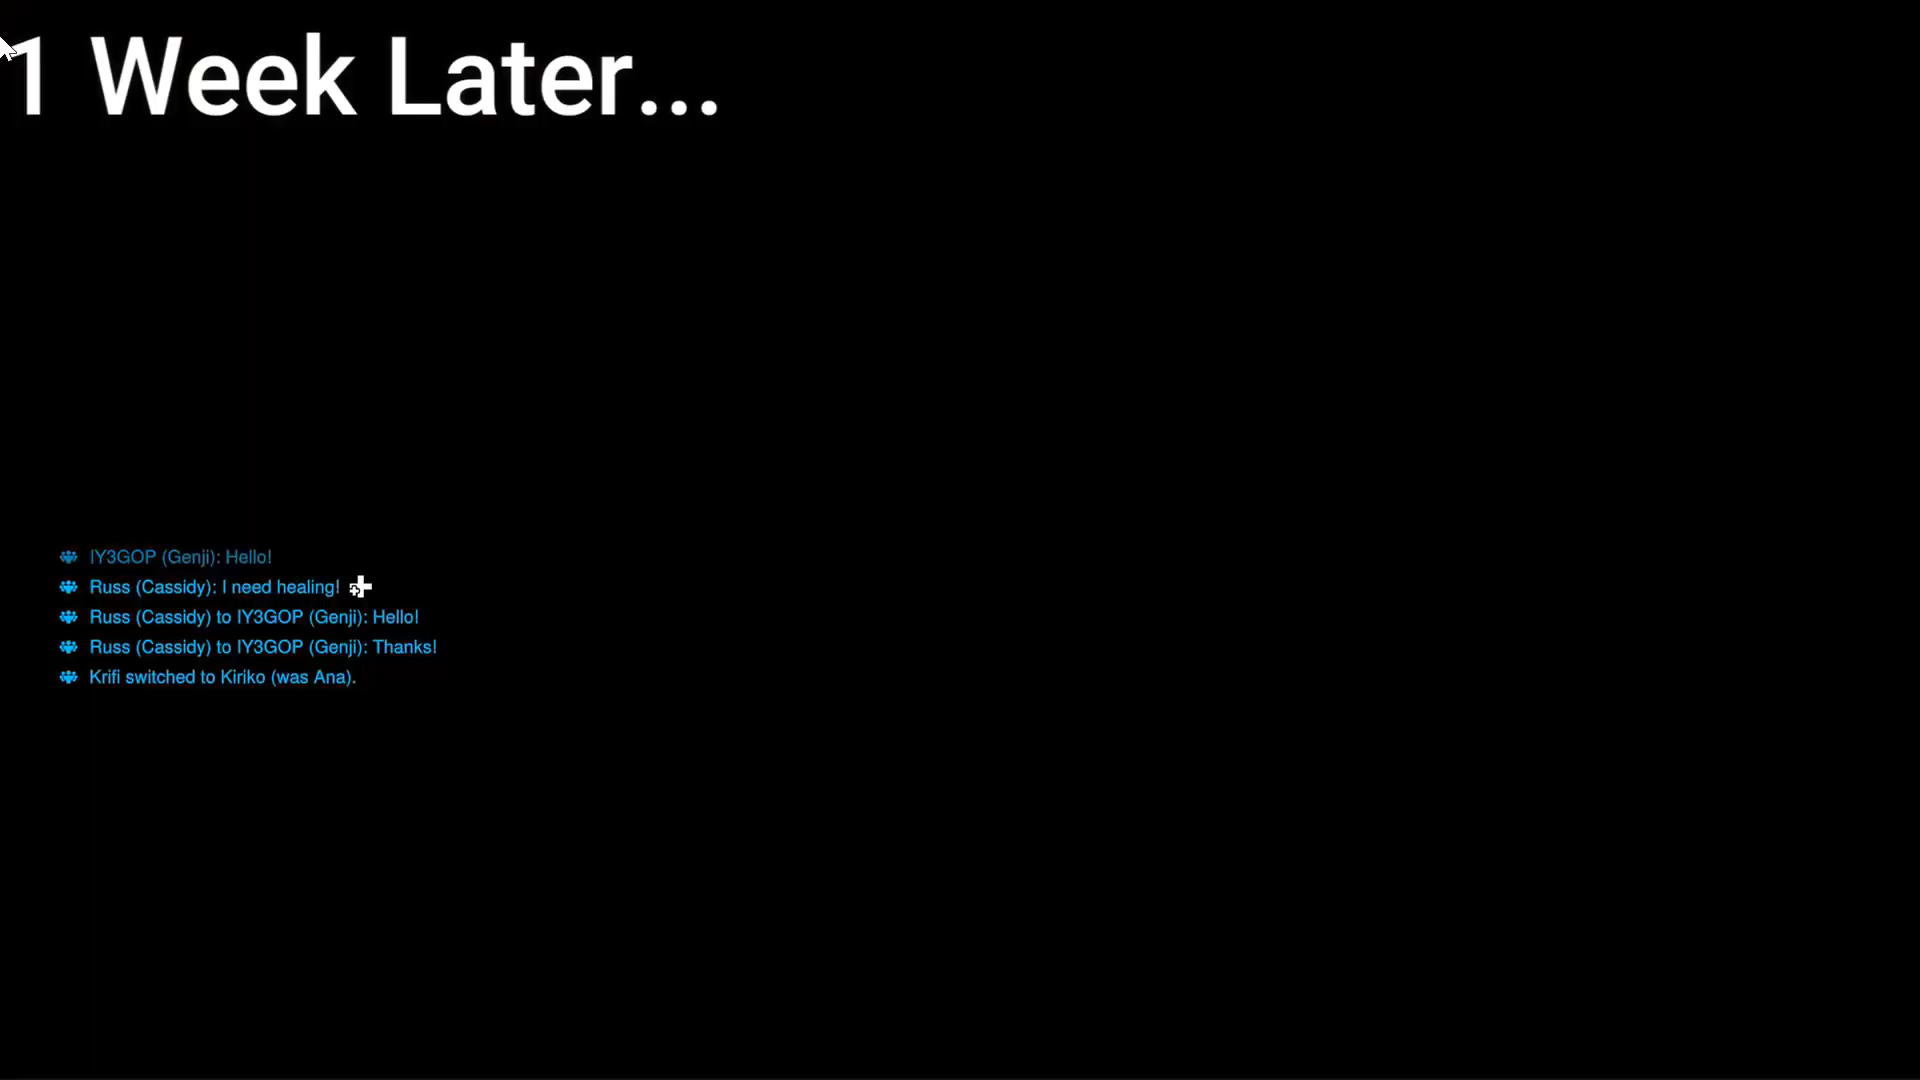 1 Week Later...
IY3GOP (Genji): Hello!
Russ (Cassidy): I need healing!
Russ (Cassidy) to IY3GOP (Genji): Hello!
Russ (Cassidy) to IY3GOP (Genji): Thanks!
Krifi switched to Kiriko (was Ana).